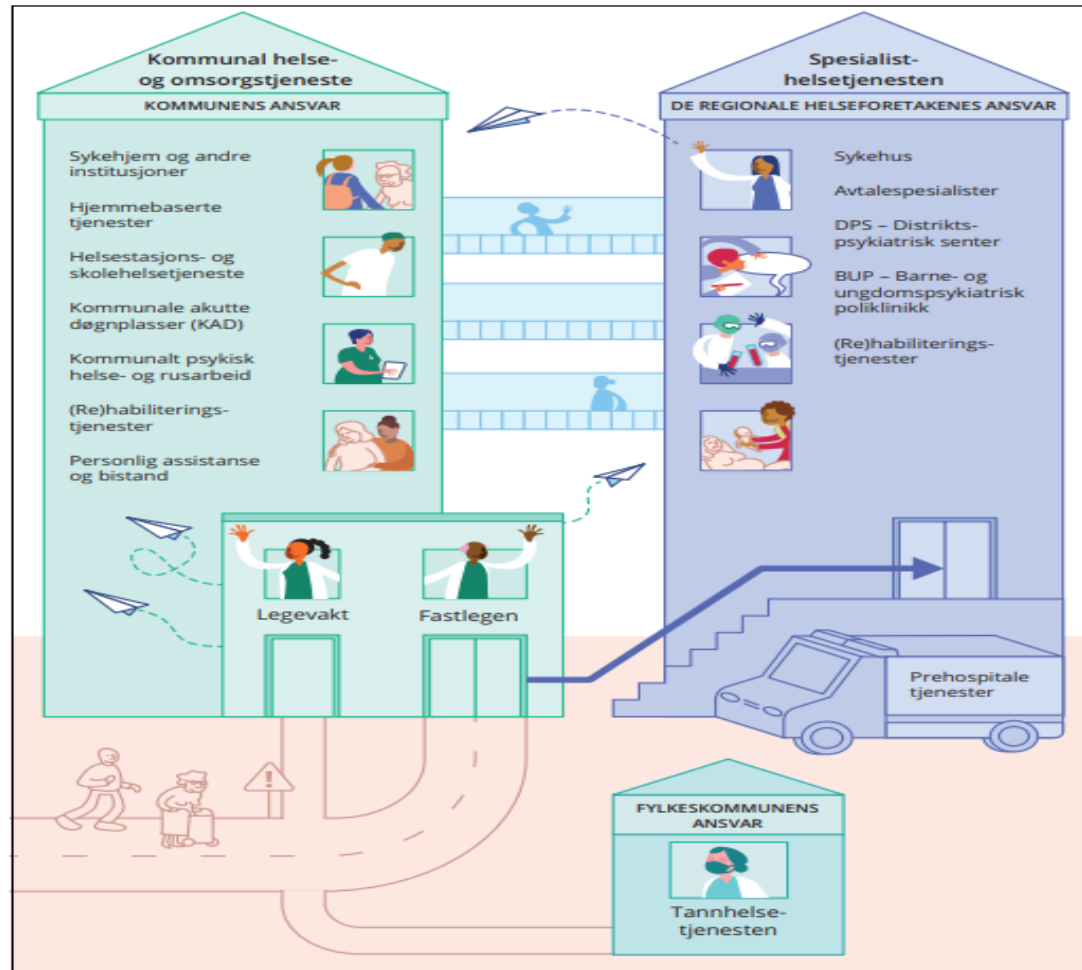 Kommunal helse-
og omsorgstjeneste
KOMMUNENS ANSVAR
Sykehjem og andre
institusjoner
Hjemmebaserte
tjenester
Helsestasjons- og
skolehelsetjeneste
Kommunale akutte
døgnplasser (KAD)
Kommunalt psykisk
helse- og rusarbeid
(Re)habiliterings-
tjenester
Personlig assistanse
og bistand
Legevakt
Fastlegen
Spesialist-
helsetjenesten
DE REGIONALE HELSEFORETAKENES ANSVAR
Sykehus
Avtalespesialister
DPS – Distrikts-
psykiatrisk senter
BUP – Barne- og
ungdomspsykiatrisk
poliklinikk
(Re)habiliterings-
tjenester
Prehospitale
tjenester
!
FYLKESKOMMUNENS
ANSVAR
Tannhelse-
tjenesten